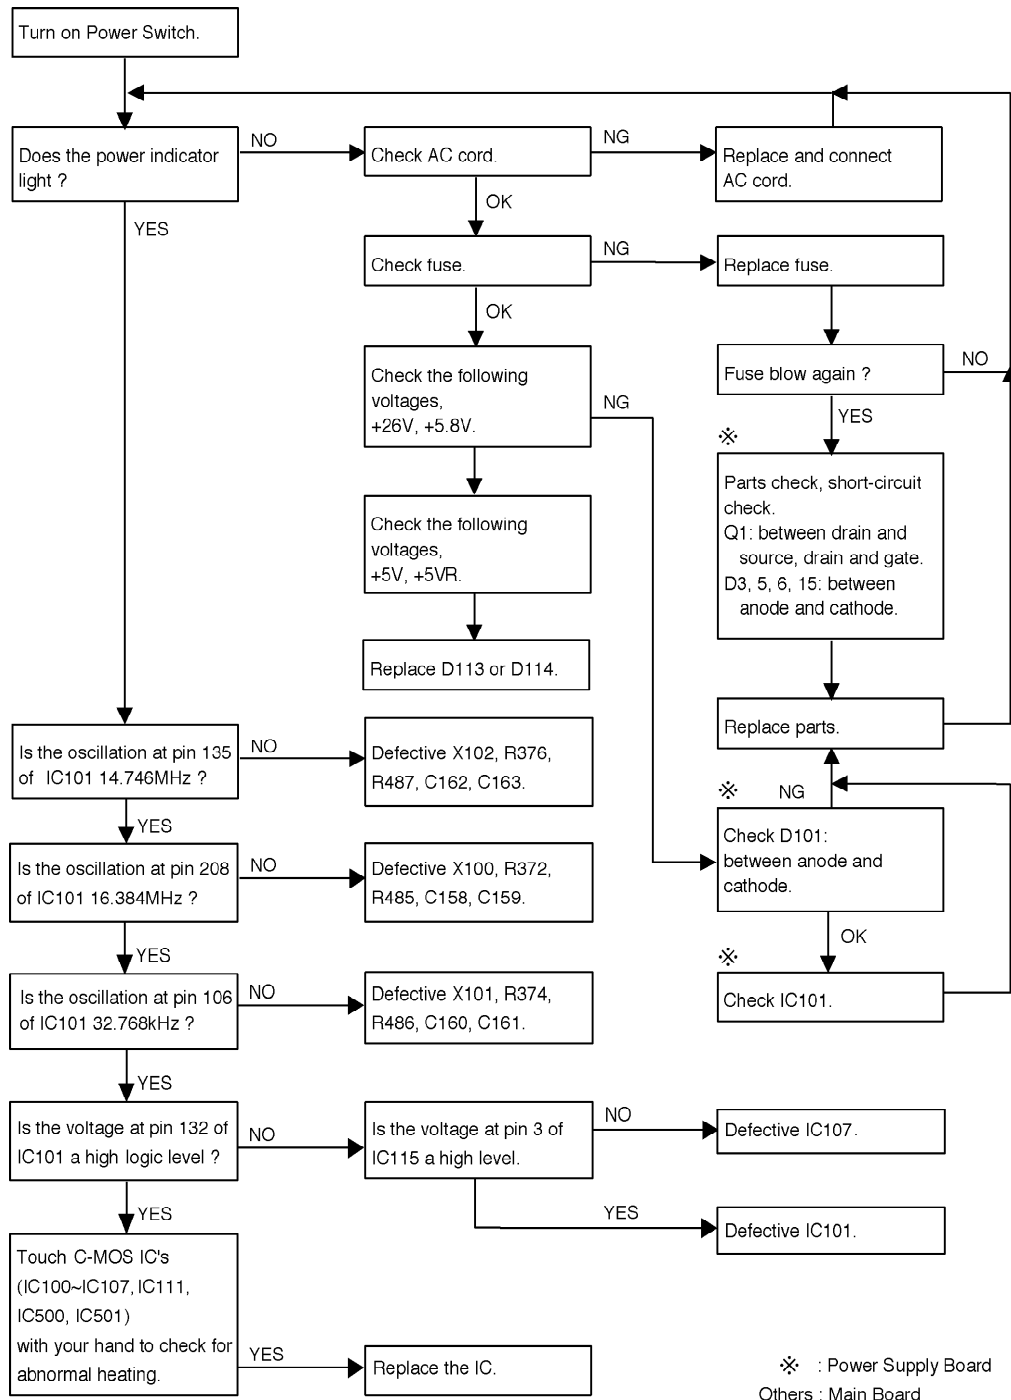 Turn on Power Switch.
Does the power indicator
light ?
NO
Check AC cord.
NG
Replace and connect
AC cord.
YES
OK
Check fuse.
NG
Replace fuse.
OK
Check the following
voltages,
+26V, +5.8V.
NG
Fuse blow again ?
NO
YES
※
Check the following
voltages,
+5V, +5VR.
Parts check, short-circuit
check.
Q1: between drain and
source, drain and gate.
D3, 5, 6, 15: between
anode and cathode.
Replace D113 or D114.
Replace parts.
Is the oscillation at pin 135
of IC101 14.746MHz ?
NO
Defective X102, R376,
R487, C162, C163.
YES
※ NG
Check D101:
between anode and
cathode.
Is the oscillation at pin 208
of IC101 16.384MHz ?
NO
Defective X100, R372,
R485, C158, C159.
YES
OK
※
Check IC101.
Is the oscillation at pin 106
of IC101 32.768kHz ?
NO
Defective X101, R374,
R486, C160, C161.
YES
Is the voltage at pin 132 of
IC101 a high logic level ?
NO
Is the voltage at pin 3 of
IC115 a high level.
NO
Defective IC107.
YES
YES
Defective IC101.
Touch C-MOS IC's
(IC100~IC107, IC111,
IC500, IC501)
with your hand to check for
abnormal heating.
YES
Replace the IC.
※ : Power Supply Board
Others : Main Board